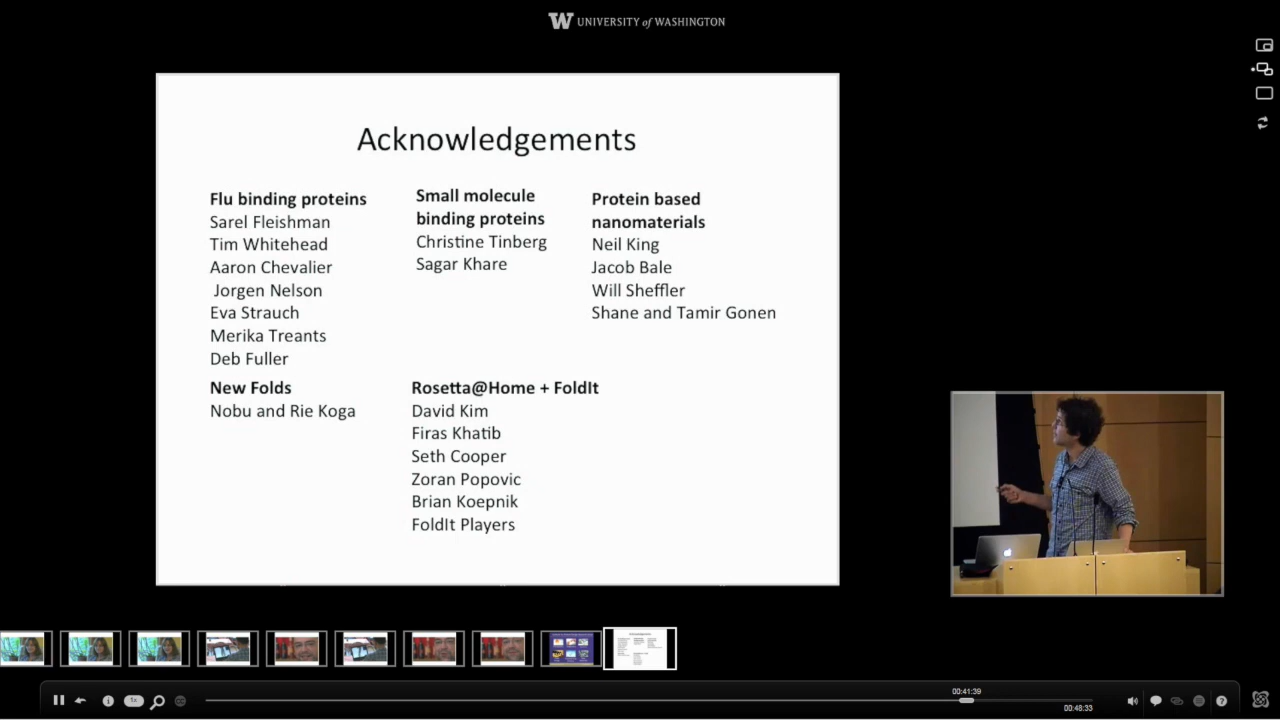 W UNIVERSITY of WASHINGTON
Acknowledgements
Flu binding proteins
Sarel Fleishman
Tim Whitehead
Aaron Chevalier
Jorgen Nelson
Eva Strauch
Merika Treants
Deb Fuller
Small molecule
binding proteins
Christine Tinberg
Sagar Khare
Protein based
nanomaterials
Neil King
Jacob Bale
Will Sheffler
Shane and Tamir Gonen
New Folds
Nobu and Rie Koga
Rosetta@Home + FoldIt
David Kim
Firas Khatib
Seth Cooper
Zoran Popovic
Brian Koepnik
FoldIt Players
Acknowledgements
1x
00:41:39
00:48:33